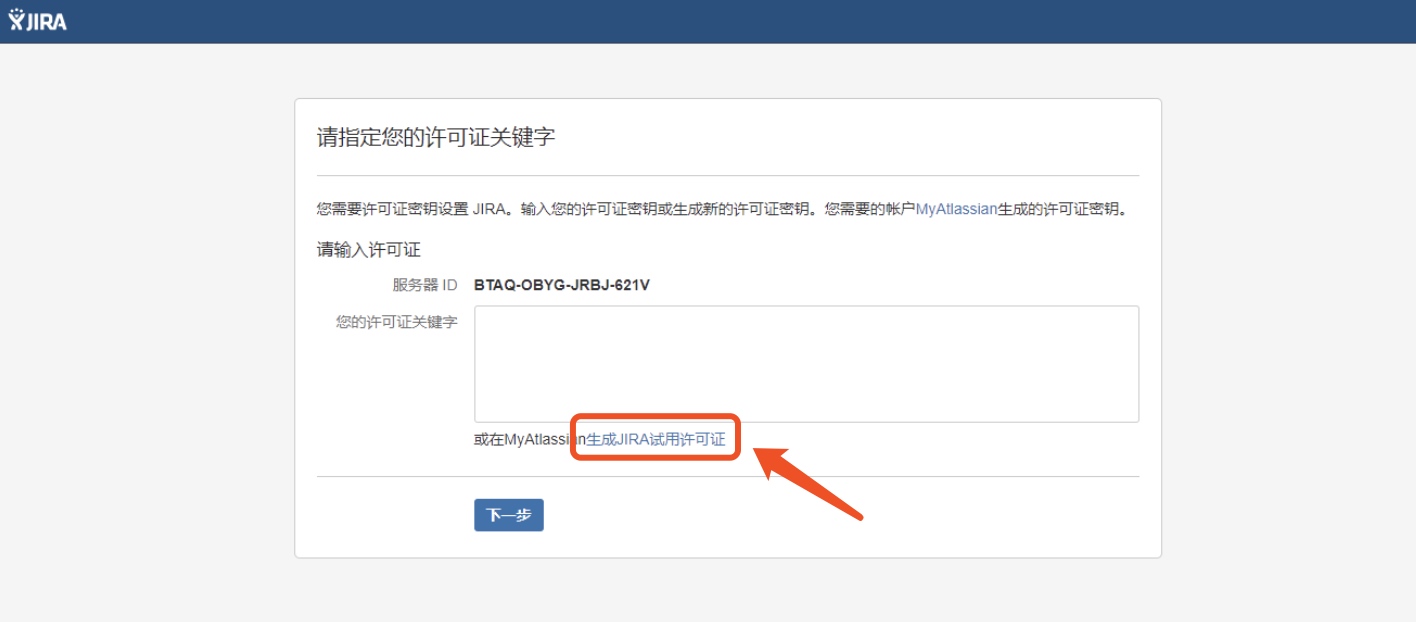 JIRA
请指定您的许可证关键字
您需要许可证密钥设置 JIRA。输入您的许可证密钥或生成新的许可证密钥。您需要的帐户MyAtlassian生成的许可证密钥。
请输入许可证
服务器 ID BTAQ-OBYG-JRBJ-621V
您的许可证关键字
或在MyAtlassian生成JIRA试用许可证
下一步